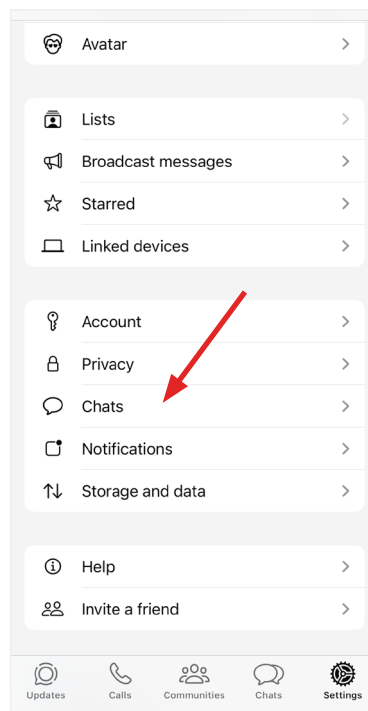 Avatar
Lists
Broadcast messages
Starred
Linked devices
Account
Privacy
Chats
Notifications
Storage and data
Help
Invite a friend
Updates Calls Communities Chats Settings